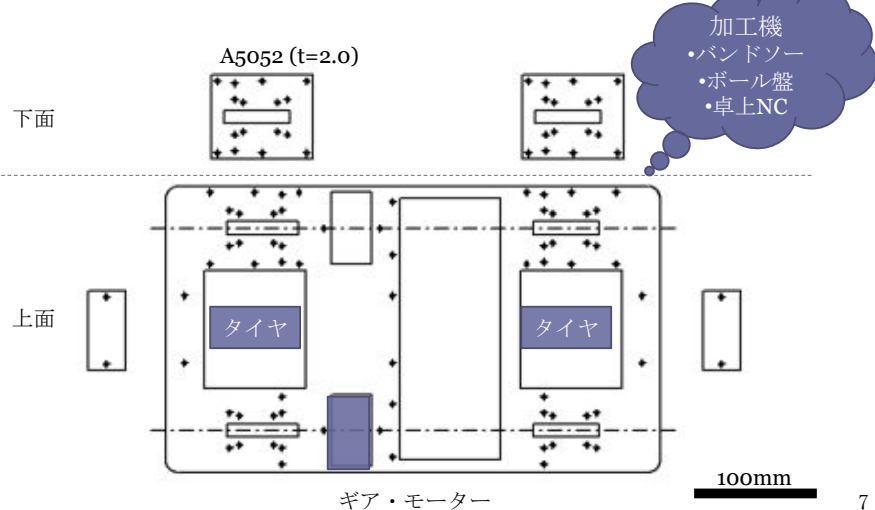 加工機
•バンドソー
•ボール盤
•卓上NC
A5052 (t=2.0)
下面
上面
タイヤ
タイヤ
100mm
ギア・モーター
7